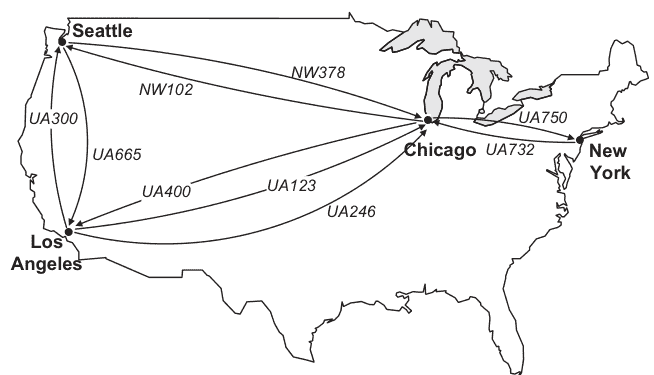 Seattle
NW378
NW102
UA300
UA750
Chicago
UA732
New
York
UA665
UA400
UA123
UA246
Los
Angeles